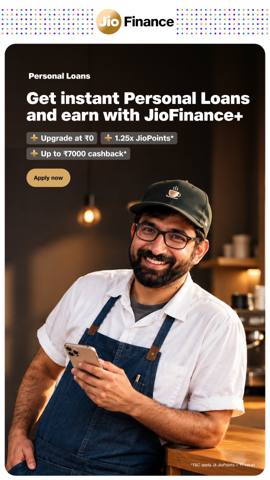 Jio Finance
Personal Loans
Get instant Personal Loans
and earn with JioFinance+
Upgrade at ₹0
1.25x JioPoints*
Up to ₹7000 cashback*
Apply now
*T&C apply